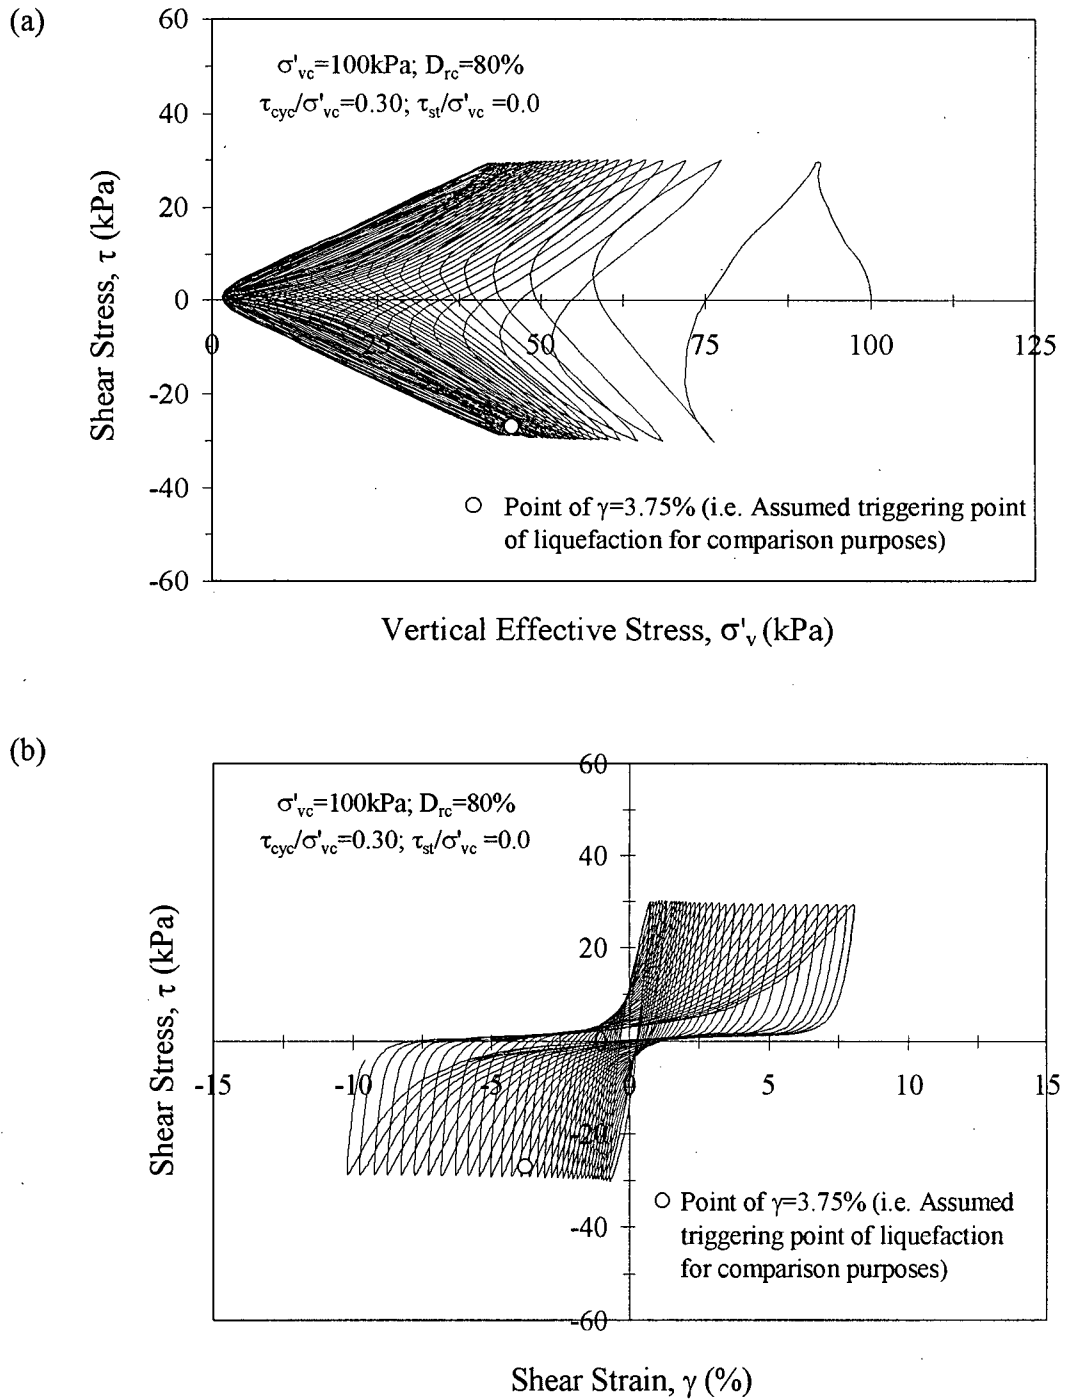 (a)
60
σ'vc=100kPa; Drc=80%
τcyc/σ'vc=0.30; τst/σ'vc =0.0
40
20
0
0 25 50 75 100 125
-20
-40
-60
Shear Stress, τ (kPa)
Point of γ=3.75% (i.e. Assumed triggering point
of liquefaction for comparison purposes)
Vertical Effective Stress, σ'v (kPa)
(b)
60
σ'vc=100kPa; Drc=80%
τcyc/σ'vc=0.30; τst/σ'vc =0.0
40
20
0
-15 -10 -5 0 5 10 15
-20
-40
-60
Shear Stress, τ (kPa)
Point of γ=3.75% (i.e. Assumed
triggering point of liquefaction
for comparison purposes)
Shear Strain, γ (%)